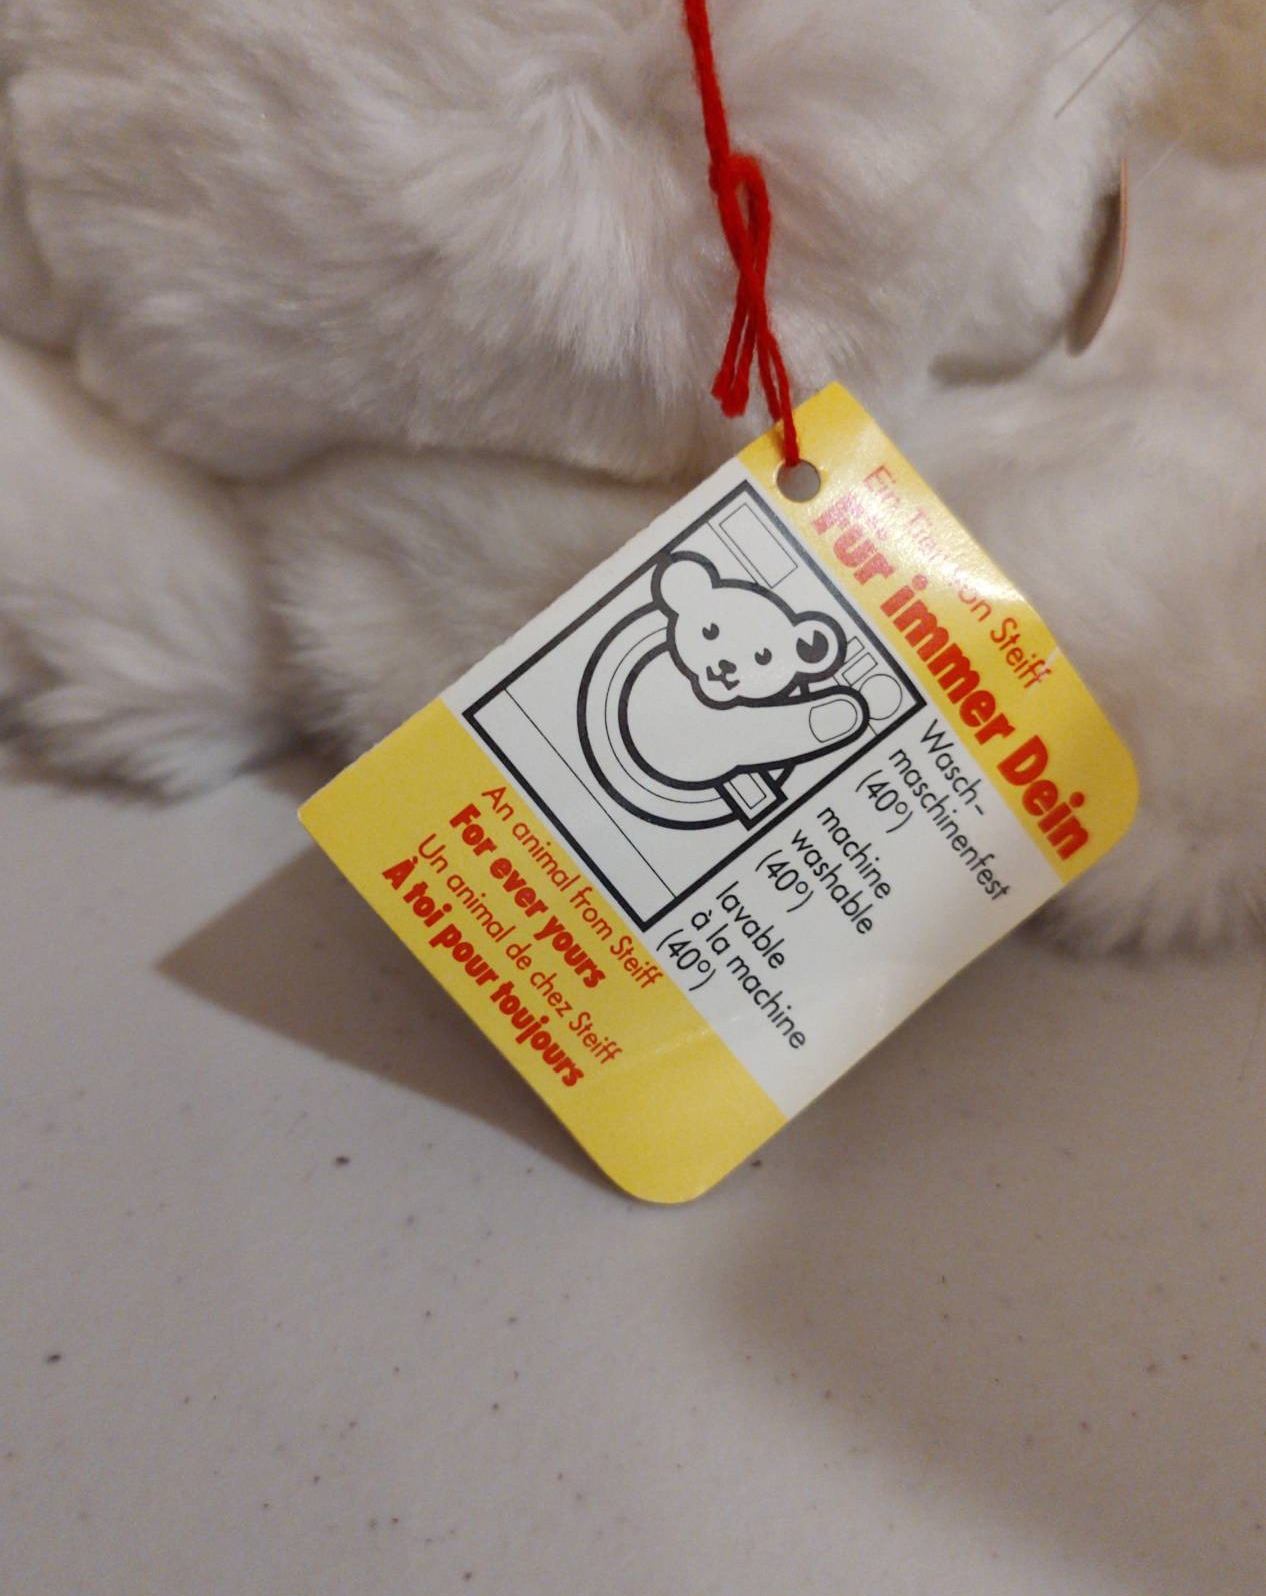 Ein Tier von Steiff
Für immer Dein
Wasch-
maschinenfest
(40°)
machine
washable
(40°)
lavable
à la machine
(40°)
An animal from Steiff
For ever yours
Un animal de chez Steiff
À toi pour toujours